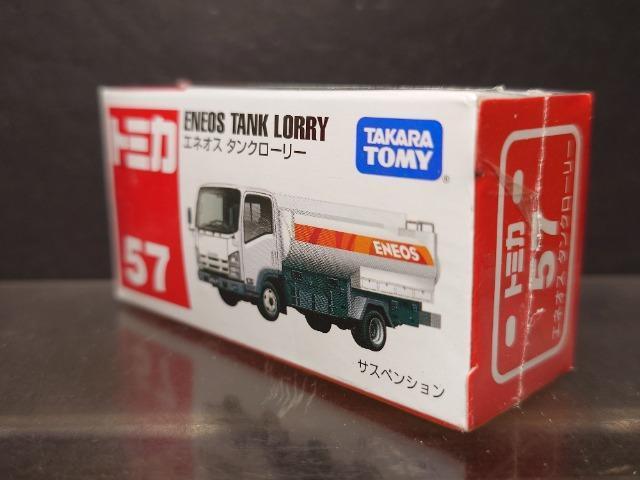 トミカ
57
ENEOS TANK LORRY
エネオス タンクローリー
TAKARA
TOMY
ENEOS
サスペンション
トミカ
57
エネオス タンクローリー